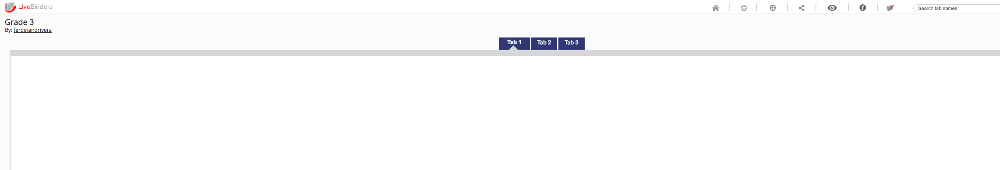 LiveBinders
Search tab names
Grade 3
By: ferdinandrivera
Tab 1
Tab 2
Tab 3